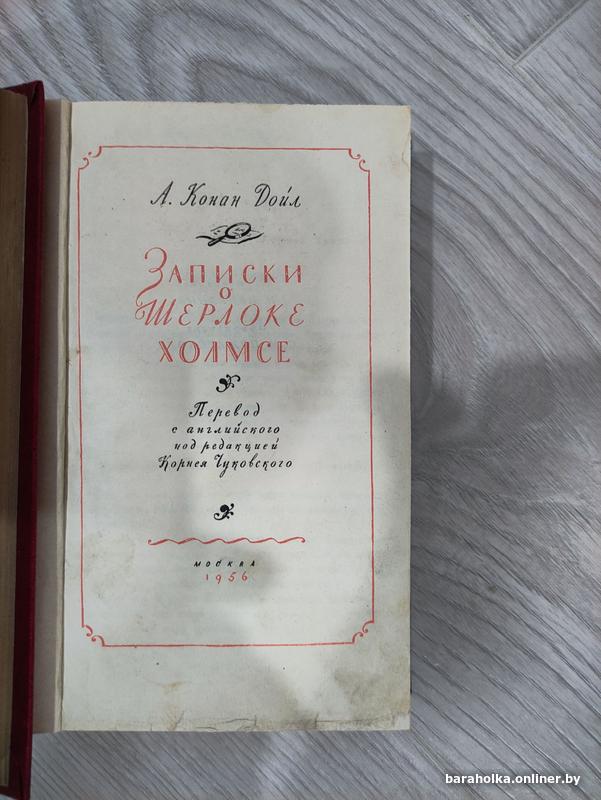 А. Конан Дойл
Записки
о
Шерлоке
Холмсе
Перевод
с английского
под редакцией
Корнея Чуковского
МОСКВА
1956
baraholka.onliner.by